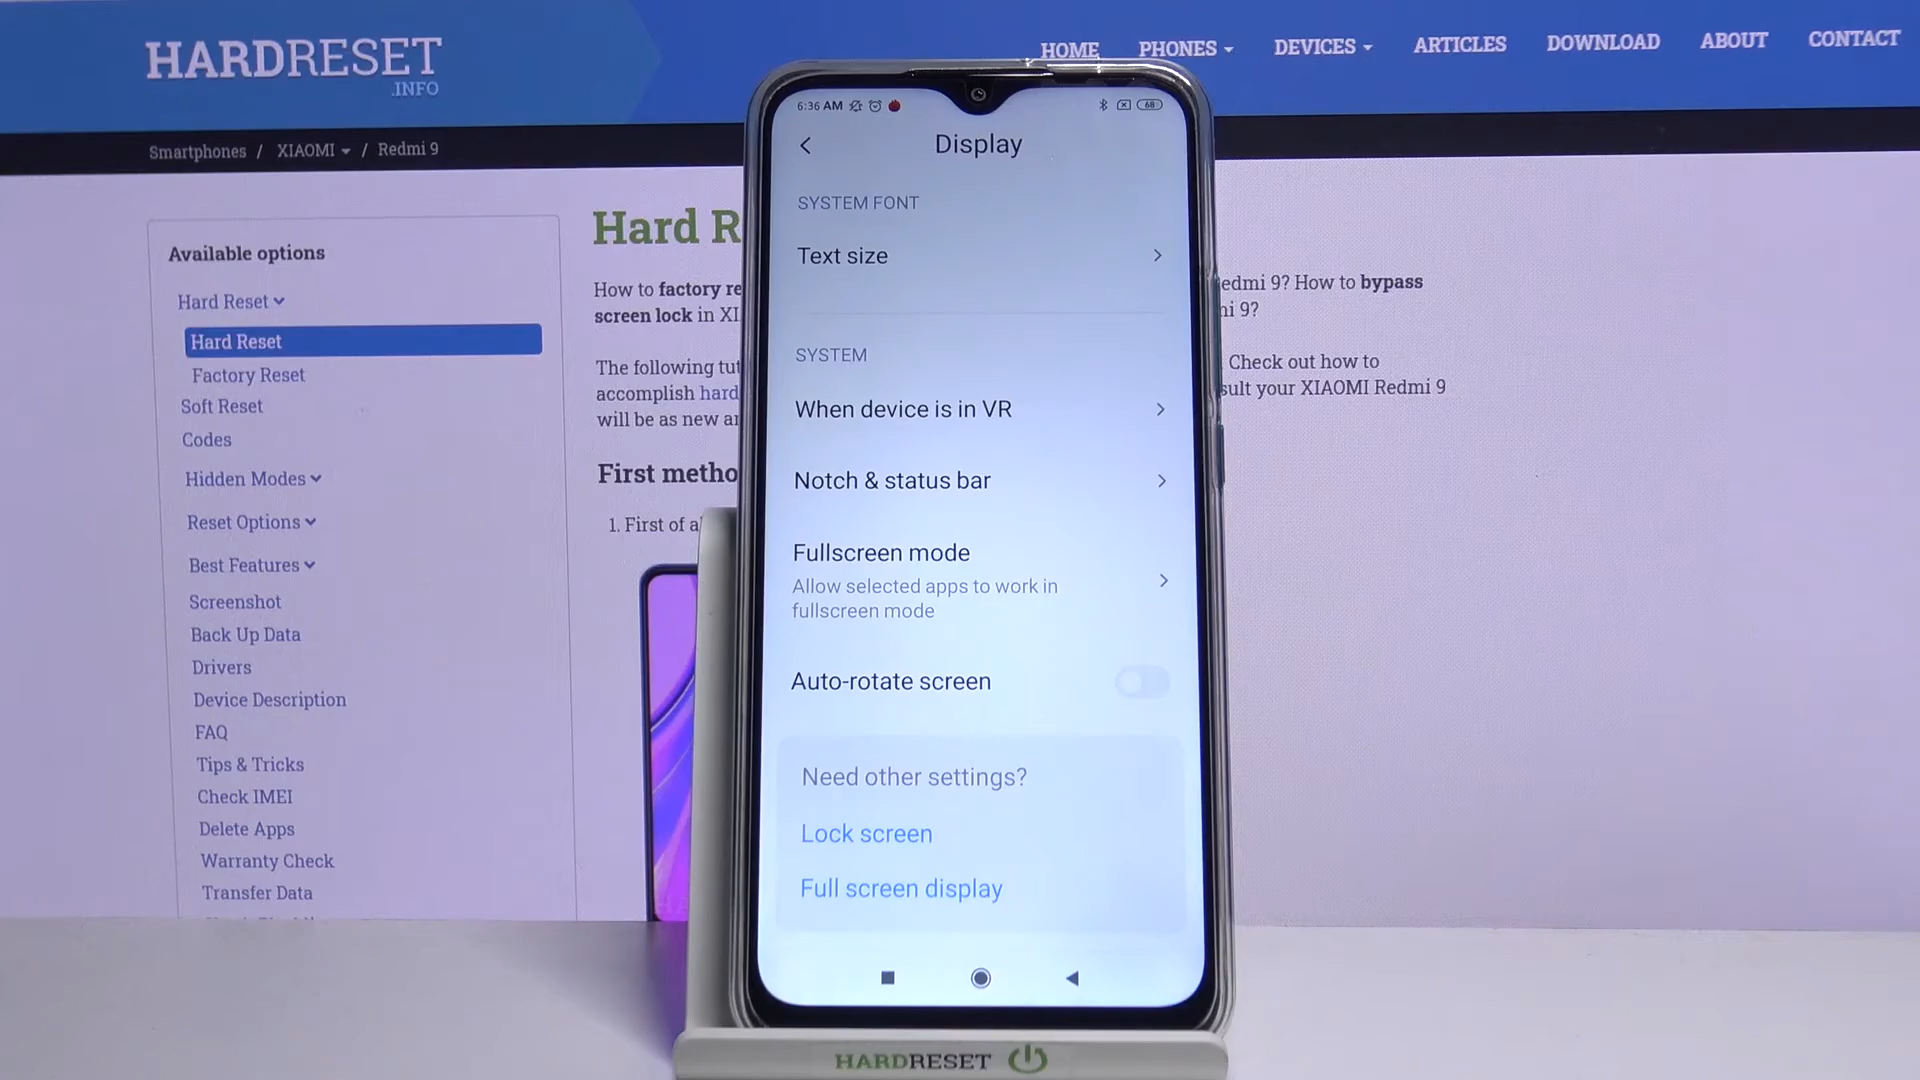 HARDRESET
.INFO
HOME PHONES DEVICES ARTICLES DOWNLOAD ABOUT CONTACT
Smartphones / XIAOMI / Redmi 9
Available options
Hard Reset
Hard Reset
Factory Reset
Soft Reset
Codes
Hidden Modes
Reset Options
Best Features
Screenshot
Back Up Data
Drivers
Device Description
FAQ
Tips & Tricks
Check IMEI
Delete Apps
Warranty Check
Transfer Data
Hard R
How to factory re
screen lock in XI
The following tut
accomplish hard
will be as new an
First metho
1. First of a
edmi 9? How to bypass
mi 9?
Check out how to
sult your XIAOMI Redmi 9
6:36 AM 68
Display
SYSTEM FONT
Text size
SYSTEM
When device is in VR
Notch & status bar
Fullscreen mode
Allow selected apps to work in
fullscreen mode
Auto-rotate screen
Need other settings?
Lock screen
Full screen display
HARDRESET